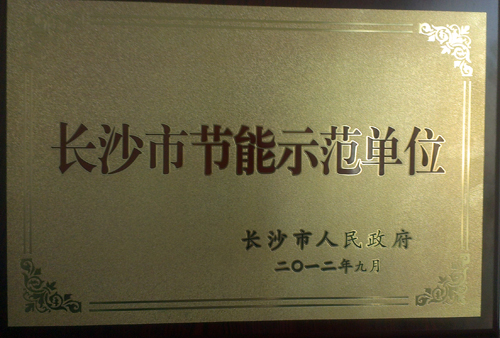 长沙市节能示范单位
长沙市人民政府
二〇一二年九月